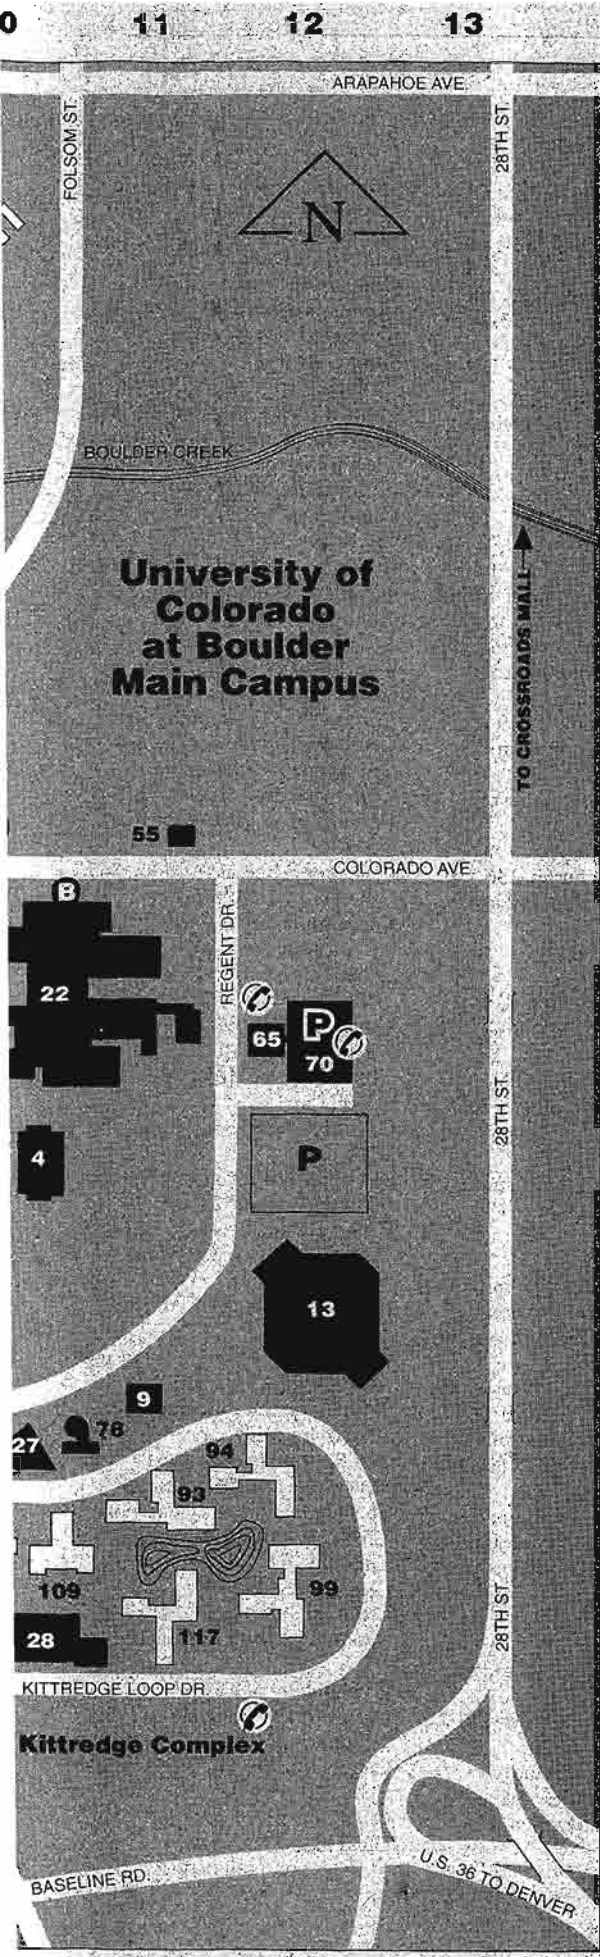 0 11 12 13
ARAPAHOE AVE.
FOLSOM ST.
28TH ST.
N
BOULDER CREEK
University of
Colorado
at Boulder
Main Campus
TO CROSSROADS MALL
55
COLORADO AVE.
B
REGENT DR.
22
65
P
70
28TH ST.
4
P
13
9
78
27
94
93
109
99
28TH ST.
28
117
KITTREDGE LOOP DR.
Kittredge Complex
BASELINE RD.
U.S. 36 TO DENVER